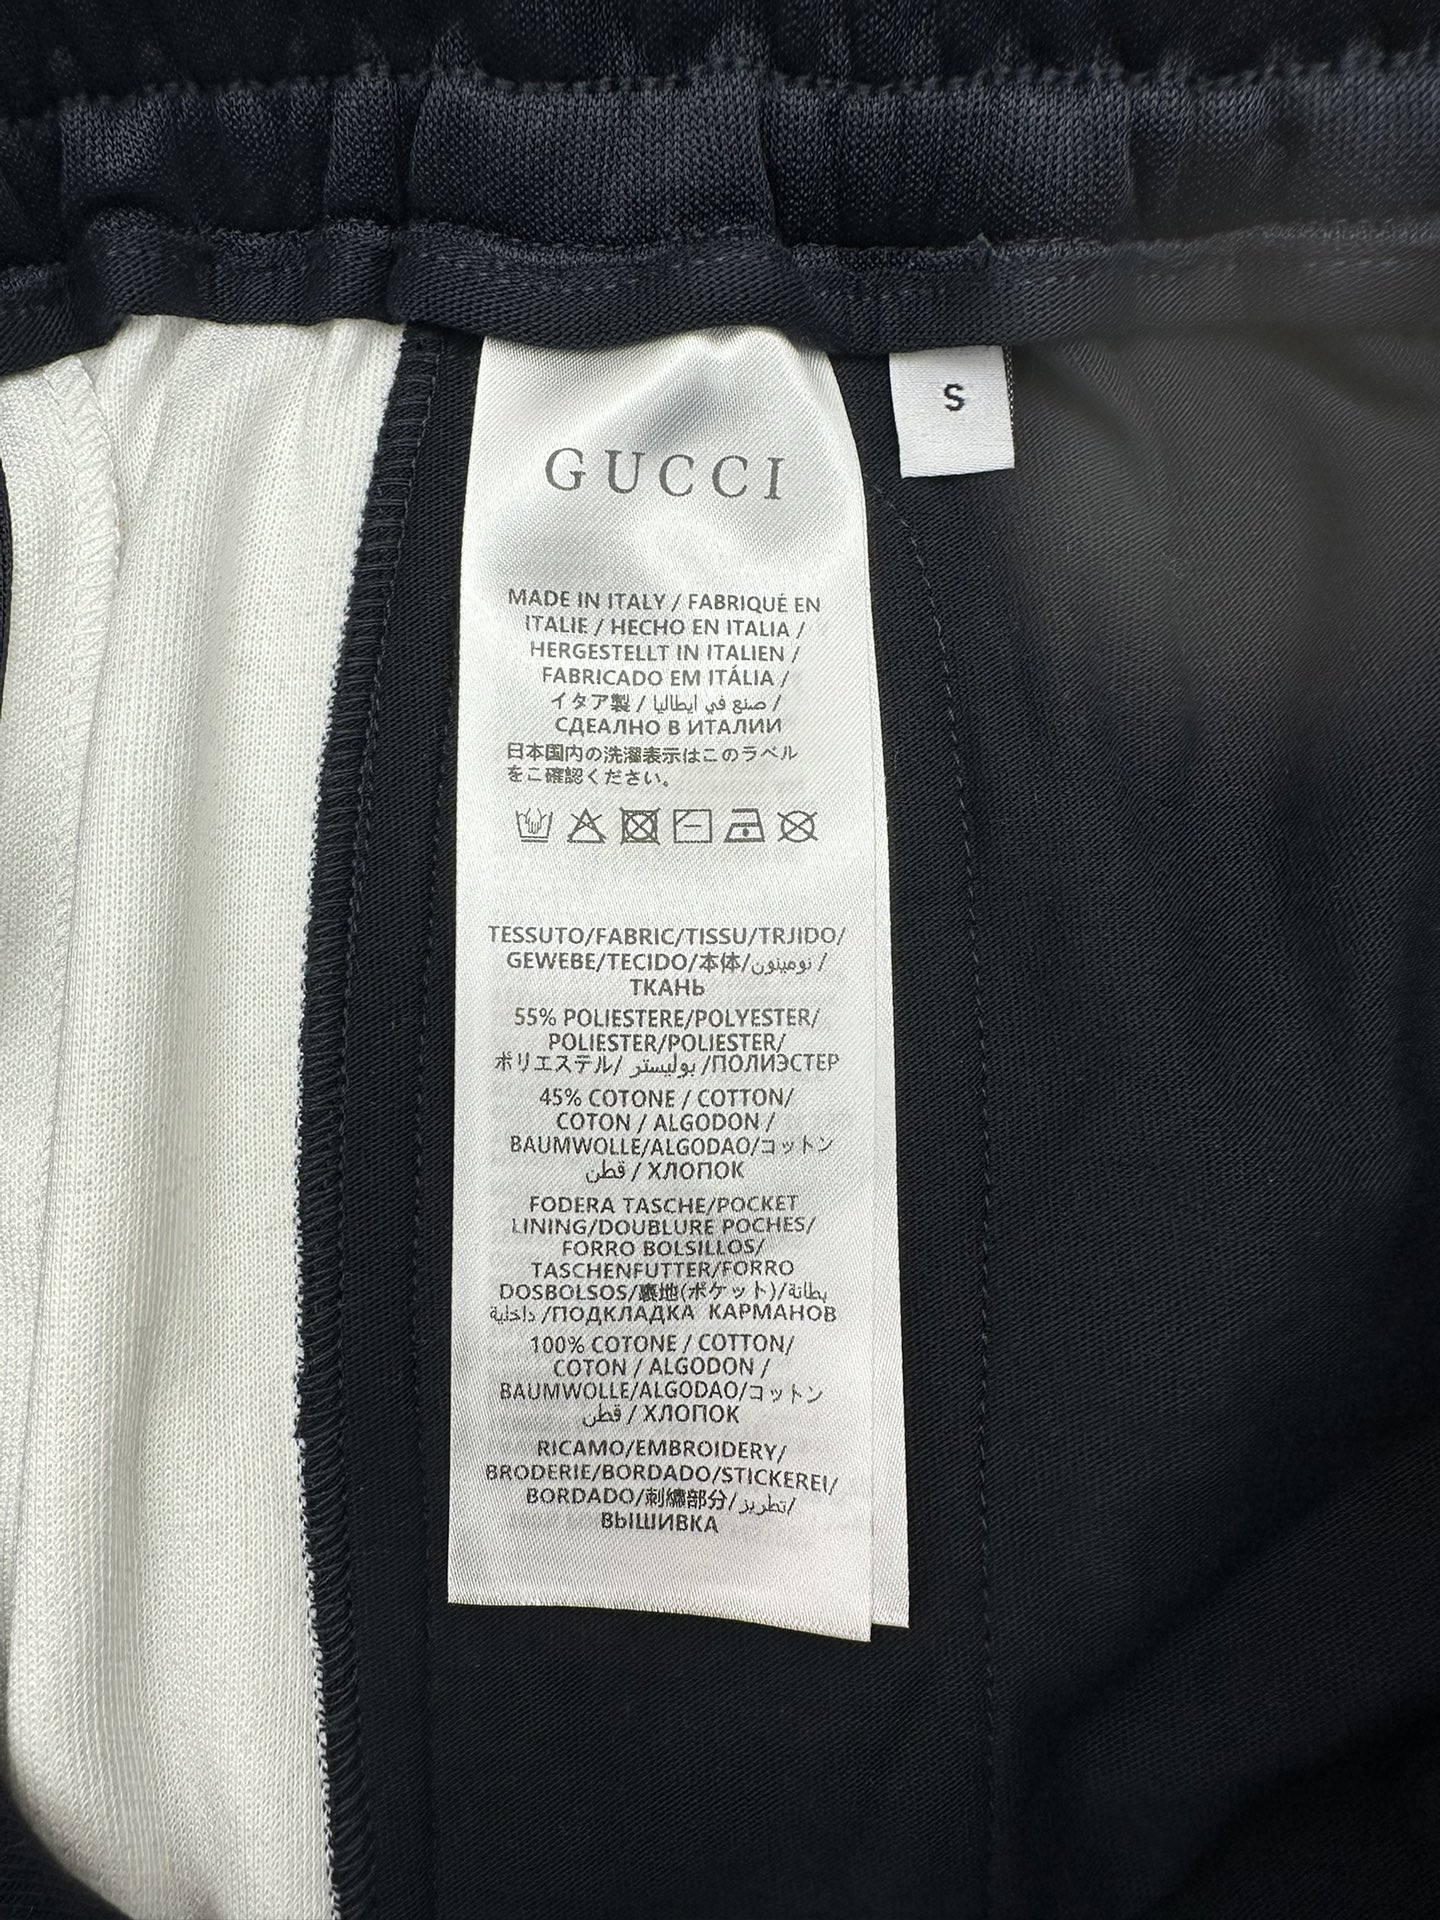 GUCCI
S
MADE IN ITALY / FABRIQUÉ EN
ITALIE / HECHO EN ITALIA /
HERGESTELLT IN ITALIEN /
FABRICADO EM ITÁLIA /
イタア製 / صنع في ايطاليا /
СДЕАЛНО В ИТАЛИИ
日本国内の洗濯表示はこのラベル
をこ確認ください。
TESSUTO/FABRIC/TISSU/TRJIDO/
GEWEBE/TECIDO/本体/نومينون /
ТКАНЬ
55% POLIESTERE/POLYESTER/
POLIESTER/POLIESTER/
ポリエステル/ بوليستر /ПОЛИЭСТЕР
45% COTONE / COTTON/
COTON / ALGODON /
BAUMWOLLE/ALGODAO/コットン
قطن / ХЛОПОК
FODERA TASCHE/POCKET
LINING/DOUBLURE POCHES/
FORRO BOLSILLOS/
TASCHENFUTTER/FORRO
DOSBOLSOS/裏地(ポケット)/بطانة
داخلية /ПОДКЛАДКА КАРМАНОВ
100% COTONE / COTTON/
COTON / ALGODON /
BAUMWOLLE/ALGODAO/コットン
قطن / ХЛОПОК
RICAMO/EMBROIDERY/
BRODERIE/BORDADO/STICKEREI/
BORDADO/刺繡部分/تطريز/
ВЫШИВКА